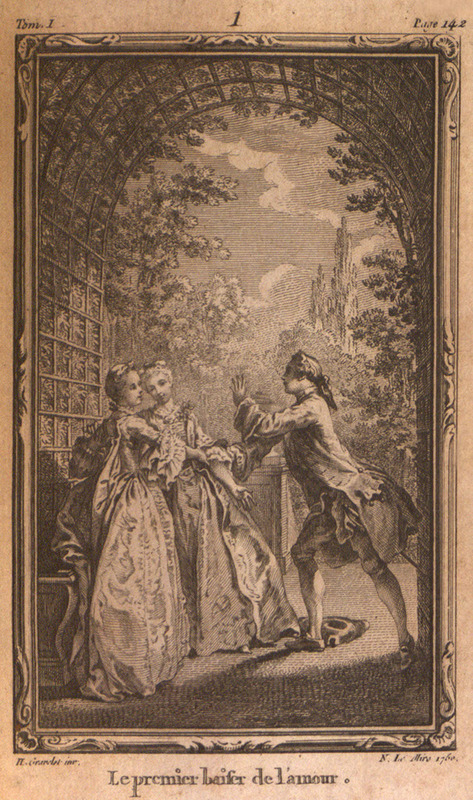 Tom. I 1 Page 142
H. Gravelot inv. N. Le Mire 1760.
Le premier baiser de l'amour.